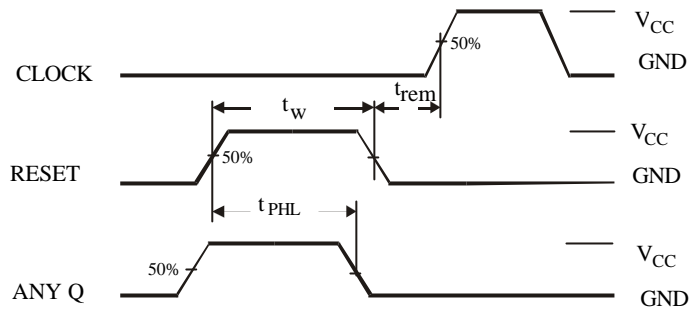 V_CC
50%
GND
CLOCK
t_rem
t_w
V_CC
50%
RESET
GND
t_PHL
V_CC
50%
ANY Q
GND